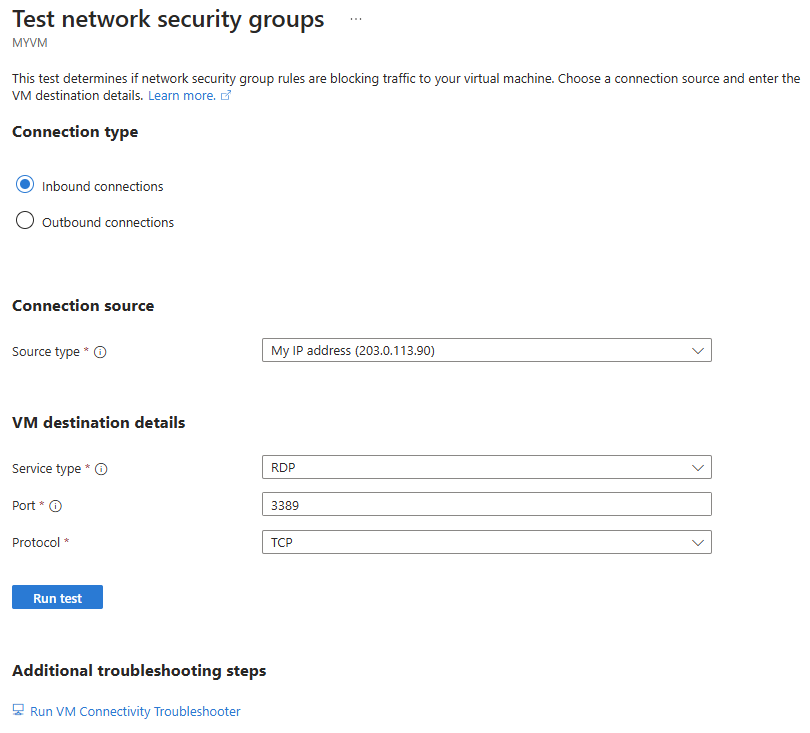 Test network security groups ...
MYVM
This test determines if network security group rules are blocking traffic to your virtual machine. Choose a connection source and enter the
VM destination details. Learn more.
Connection type
Inbound connections
Outbound connections
Connection source
Source type *
My IP address (203.0.113.90)
VM destination details
Service type *
RDP
Port *
3389
Protocol *
TCP
Run test
Additional troubleshooting steps
Run VM Connectivity Troubleshooter